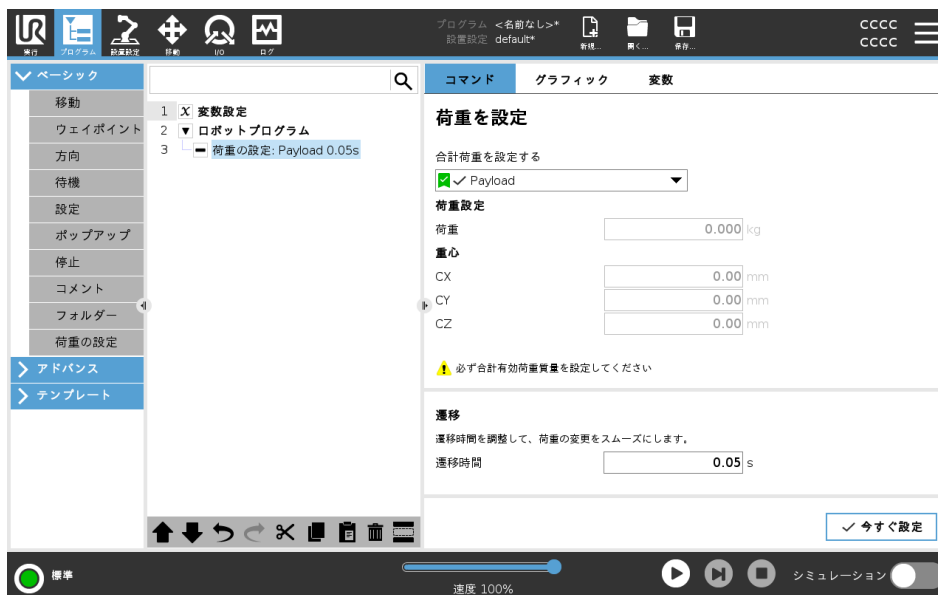 UR
実行
プログラム
設置設定
移動
I/O
ログ
プログラム <名前なし>*
設置設定 default*
新規...
開く...
保存...
CCCC
CCCC
ベーシック
移動
ウェイポイント
方向
待機
設定
ポップアップ
停止
コメント
フォルダー
荷重の設定
アドバンス
テンプレート
1 X 変数設定
2 ロボットプログラム
3 荷重の設定: Payload 0.05s
コマンド グラフィック 変数
荷重を設定
合計荷重を設定する
Payload
荷重設定
荷重 0.000 kg
重心
CX 0.00 mm
CY 0.00 mm
CZ 0.00 mm
必ず合計有効荷重質量を設定してください
遷移
遷移時間を調整して、荷重の変更をスムーズにします。
遷移時間 0.05 s
今すぐ設定
標準
速度 100%
シミュレーション